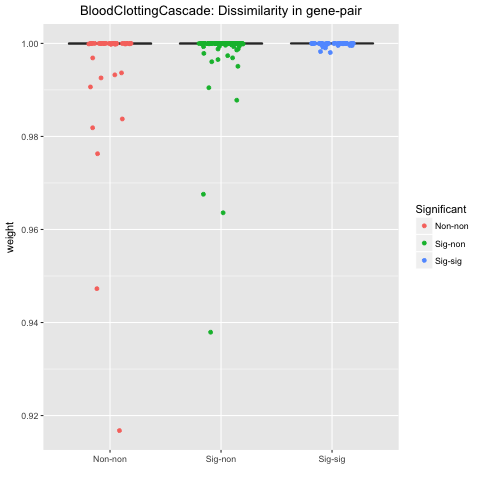 BloodClottingCascade: Dissimilarity in gene-pair
1.00
0.98
0.96
0.94
0.92
weight
Non-non
Sig-non
Sig-sig
Significant
Non-non
Sig-non
Sig-sig